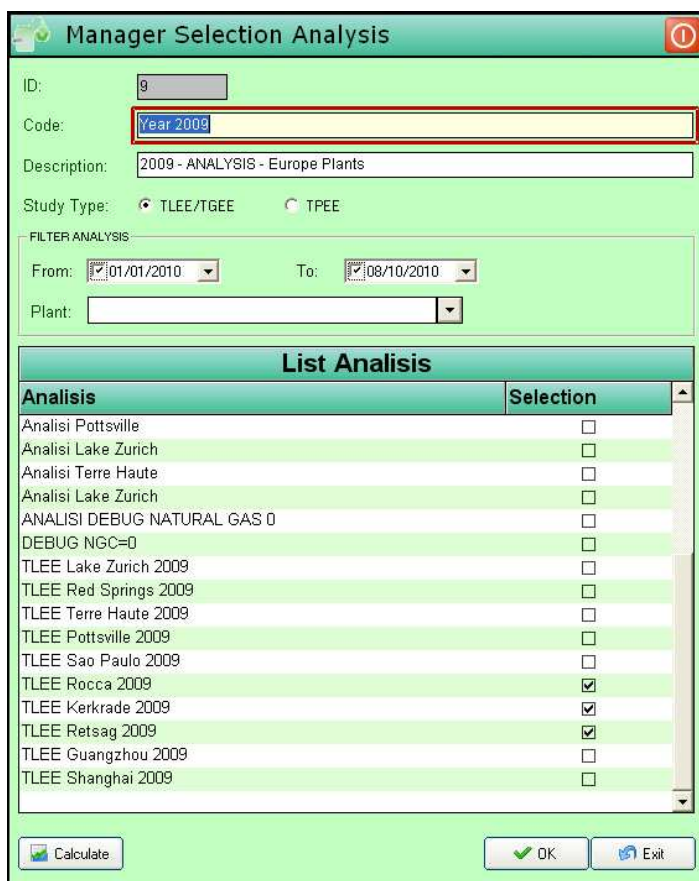 Manager Selection Analysis
ID: 9
Code: Year 2009
Description: 2009 - ANALYSIS - Europe Plants
Study Type: TLEE/TGEE TPEE
FILTER ANALYSIS
From: 01/01/2010 To: 08/10/2010
Plant:
List Analisis
Analisis Selection
Analisi Pottsville
Analisi Lake Zurich
Analisi Terre Haute
Analisi Lake Zurich
ANALISI DEBUG NATURAL GAS 0
DEBUG NGC=0
TLEE Lake Zurich 2009
TLEE Red Springs 2009
TLEE Terre Haute 2009
TLEE Pottsville 2009
TLEE Sao Paulo 2009
TLEE Rocca 2009
TLEE Kerkrade 2009
TLEE Retsag 2009
TLEE Guangzhou 2009
TLEE Shanghai 2009
Calculate OK Exit